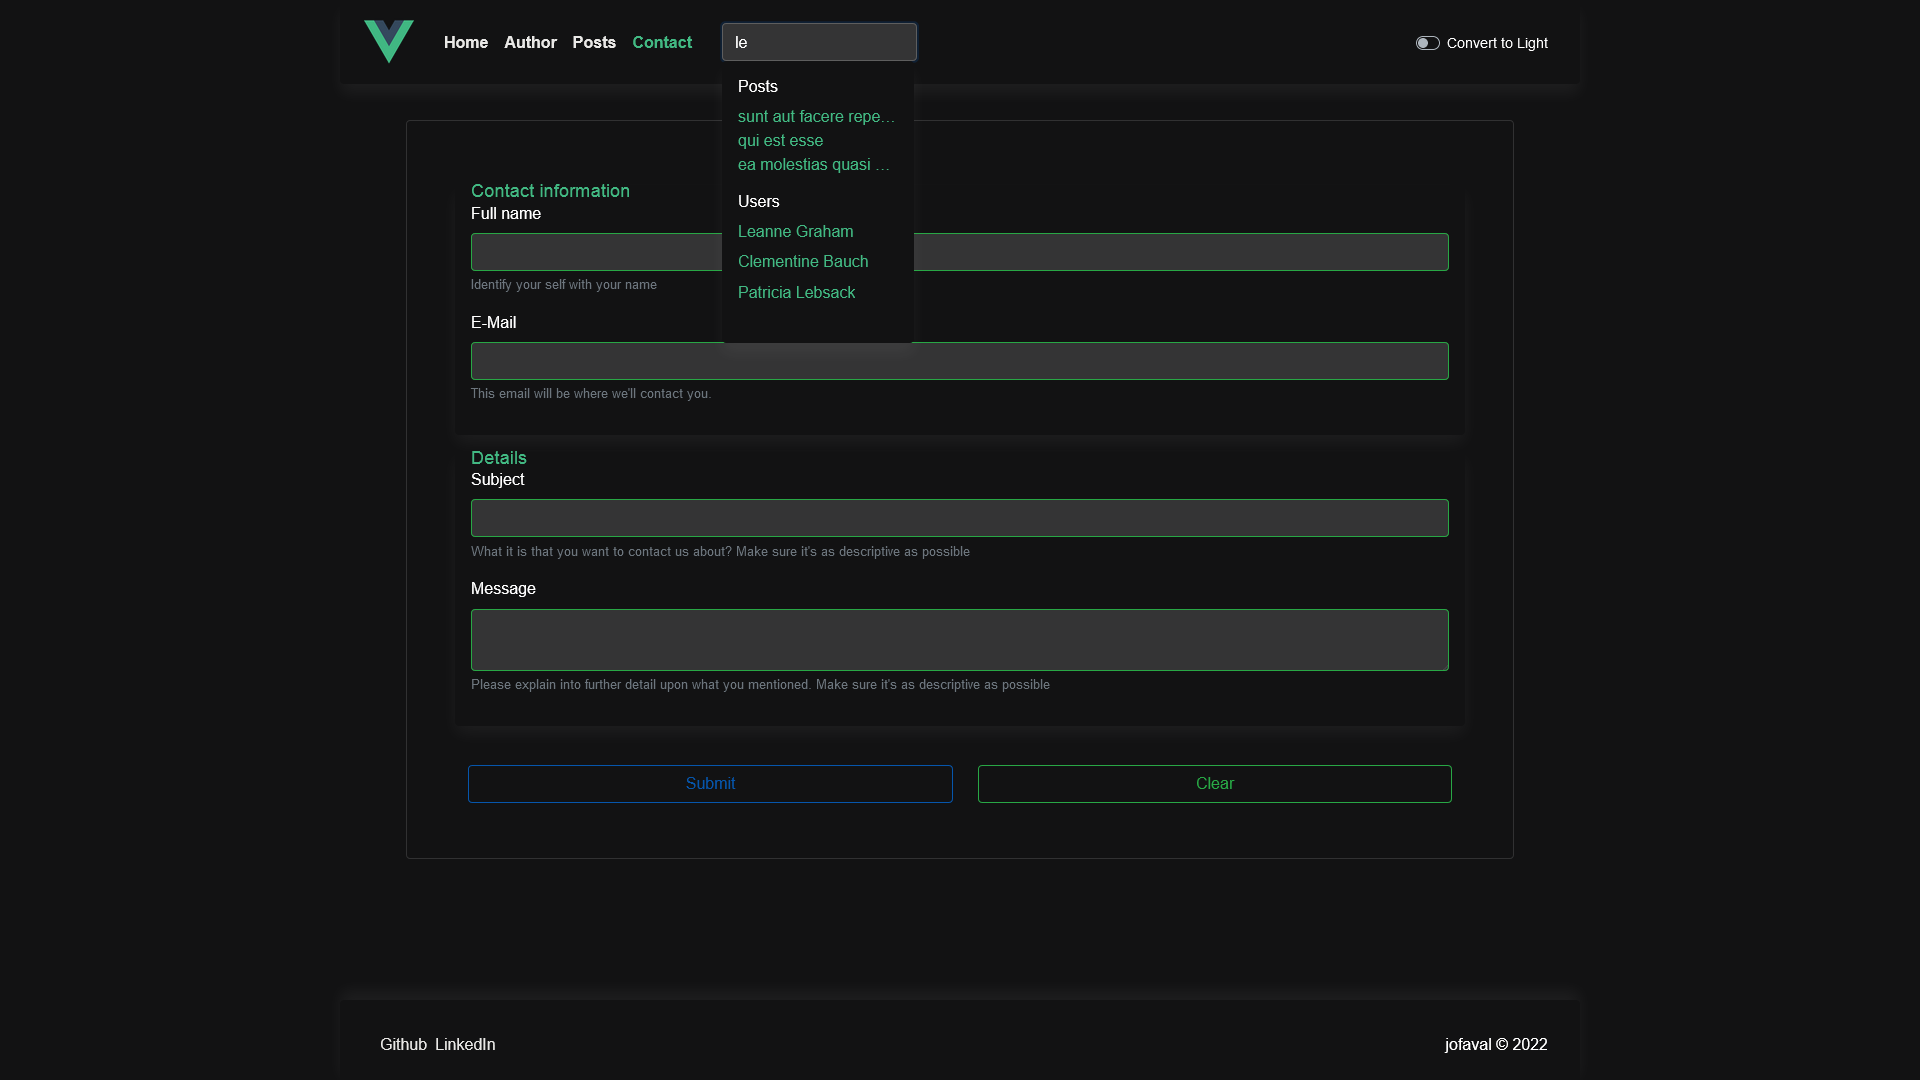 Home Author Posts Contact le Convert to Light
Posts
sunt aut facere repe...
qui est esse
ea molestias quasi ...
Users
Leanne Graham
Clementine Bauch
Patricia Lebsack
Contact information
Full name
Identify your self with your name
E-Mail
This email will be where we'll contact you.
Details
Subject
What it is that you want to contact us about? Make sure it's as descriptive as possible
Message
Please explain into further detail upon what you mentioned. Make sure it's as descriptive as possible
Submit Clear
Github LinkedIn jofaval © 2022